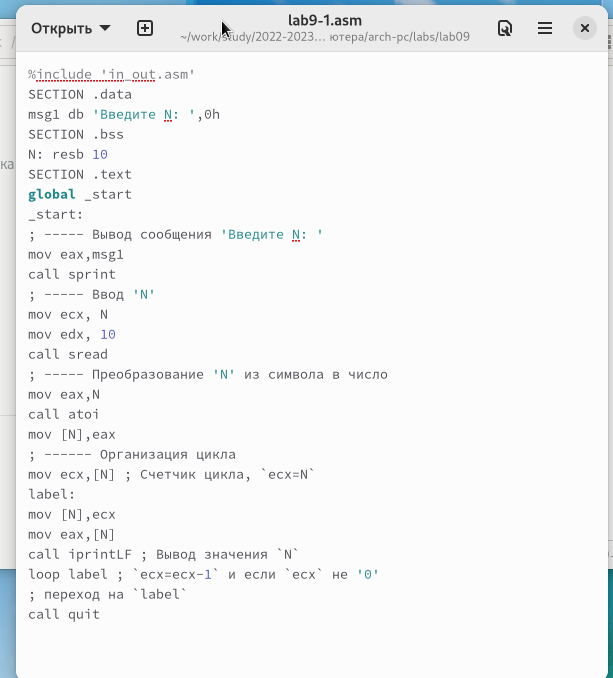 Открыть
lab9-1.asm
~/work/study/2022-2023… ютера/arch-pc/labs/lab09
%include 'in_out.asm'
SECTION .data
msg1 db 'Введите N: ',0h
SECTION .bss
N: resb 10
SECTION .text
global _start
_start:
; ----- Вывод сообщения 'Введите N: '
mov eax,msg1
call sprint
; ----- Ввод 'N'
mov ecx, N
mov edx, 10
call sread
; ----- Преобразование 'N' из символа в число
mov eax,N
call atoi
mov [N],eax
; ------ Организация цикла
mov ecx,[N] ; Счетчик цикла, `ecx=N`
label:
mov [N],ecx
mov eax,[N]
call iprintLF ; Вывод значения `N`
loop label ; `ecx=ecx-1` и если `ecx` не '0'
; переход на `label`
call quit